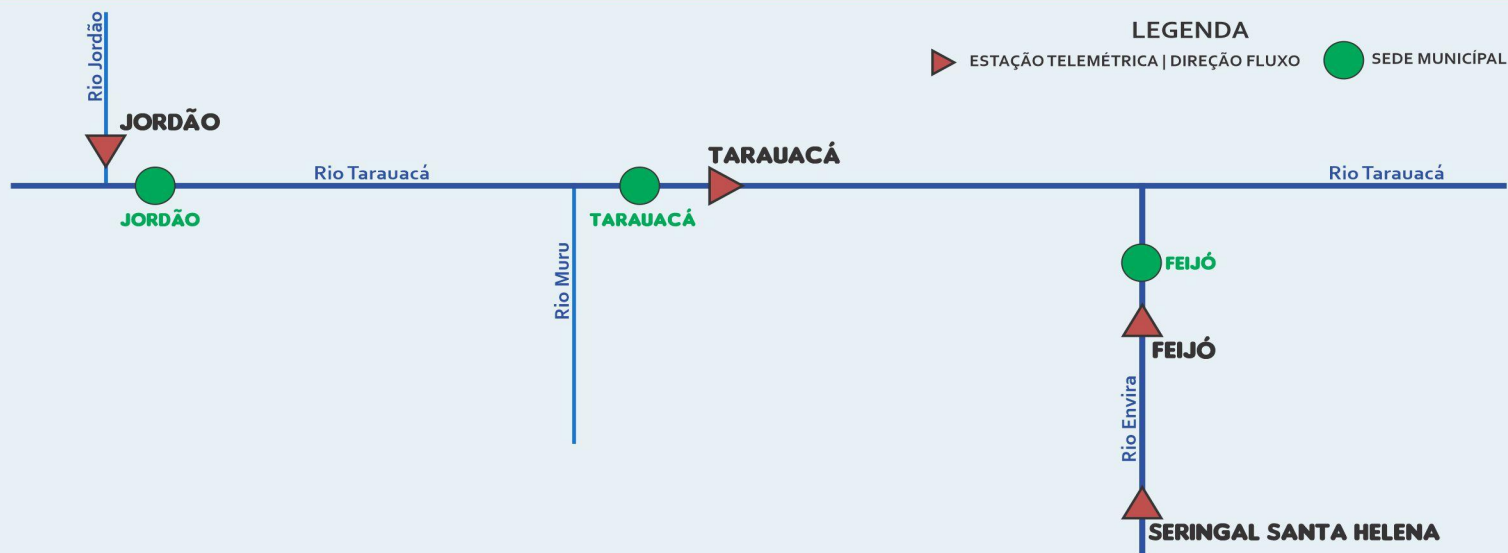 LEGENDA
ESTAÇÃO TELEMÉTRICA | DIREÇÃO FLUXO
SEDE MUNICÍPAL
Rio Jordão
JORDÃO
JORDÃO
Rio Tarauacá
Rio Muru
TARAUACÁ
TARAUACÁ
Rio Tarauacá
FEIJÓ
FEIJÓ
Rio Envira
SERINGAL SANTA HELENA